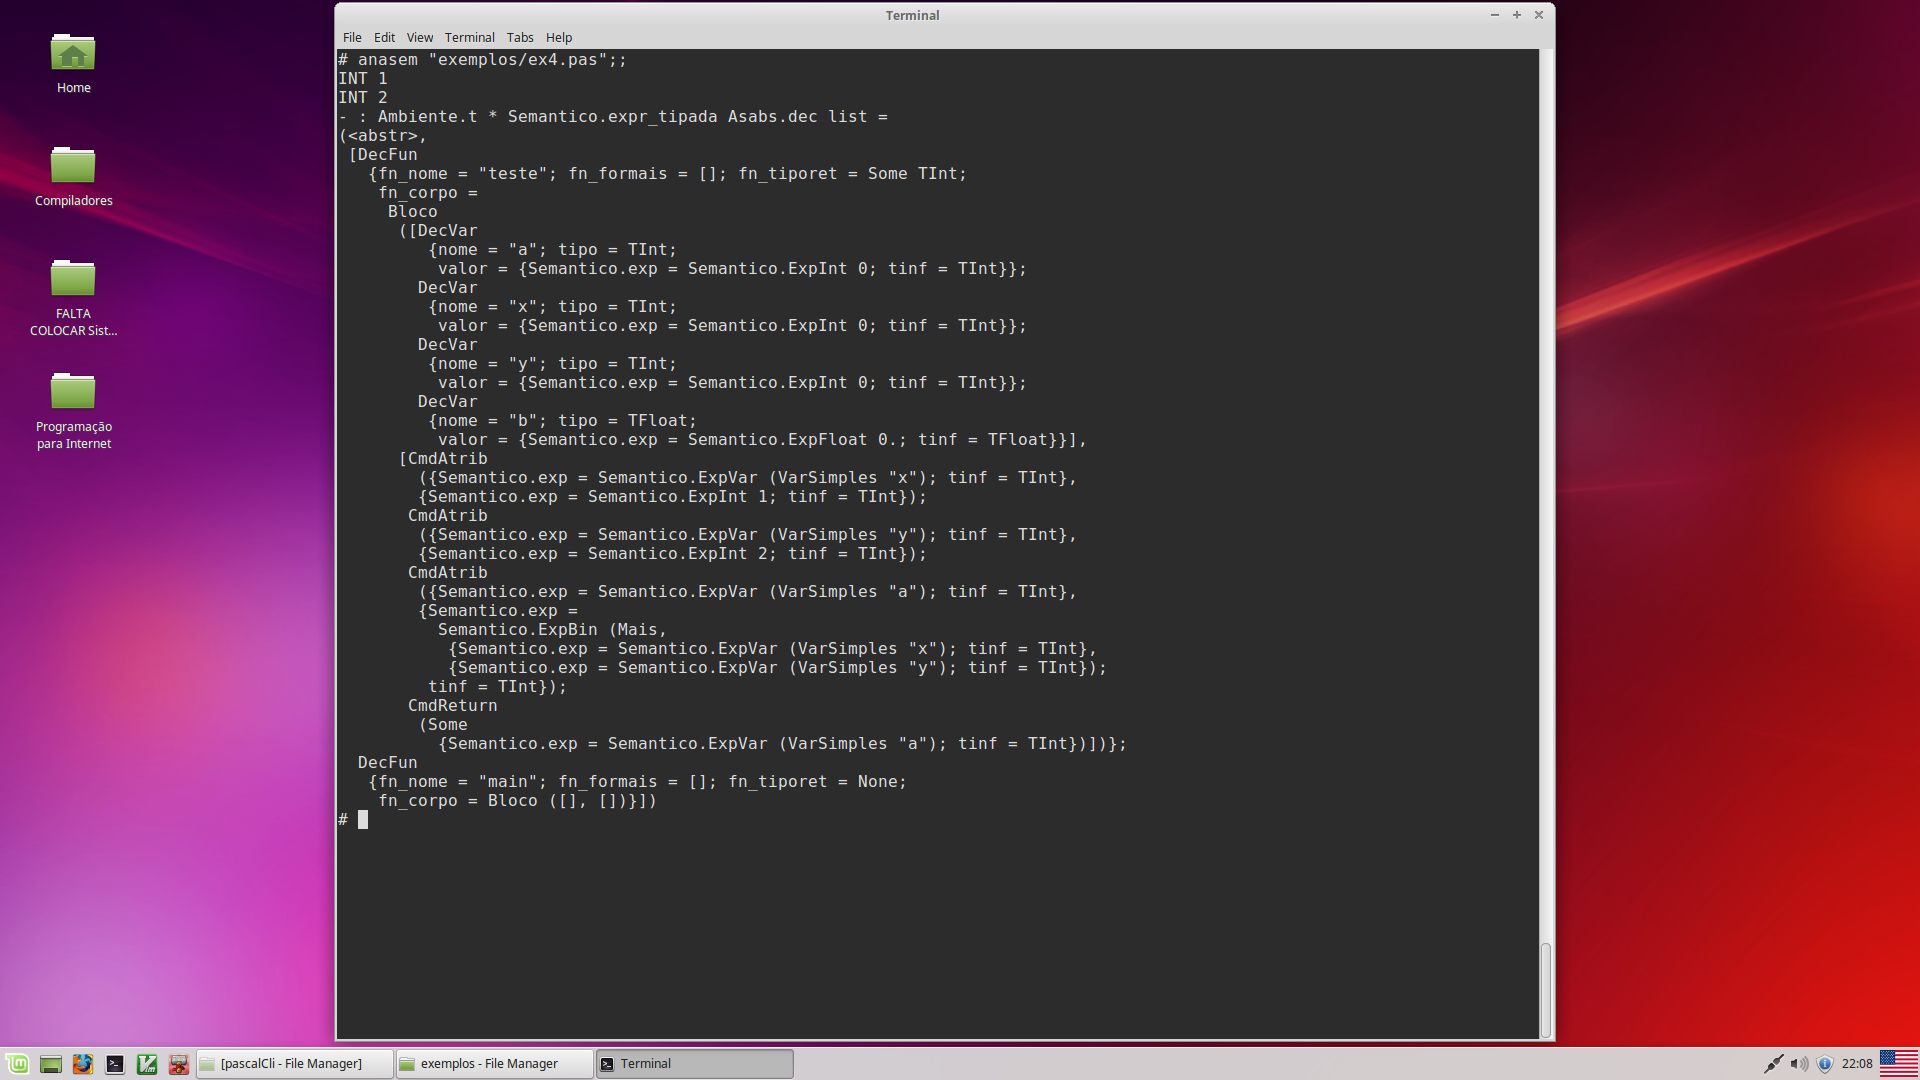 Terminal
File Edit View Terminal Tabs Help
# anasem "exemplos/ex4.pas";;
INT 1
INT 2
- : Ambiente.t * Semantico.expr_tipada Asabs.dec list =
(<abstr>,
 [DecFun
   {fn_nome = "teste"; fn_formais = []; fn_tiporet = Some TInt;
    fn_corpo =
     Bloco
      ([DecVar
         {nome = "a"; tipo = TInt;
          valor = {Semantico.exp = Semantico.ExpInt 0; tinf = TInt}};
        DecVar
         {nome = "x"; tipo = TInt;
          valor = {Semantico.exp = Semantico.ExpInt 0; tinf = TInt}};
        DecVar
         {nome = "y"; tipo = TInt;
          valor = {Semantico.exp = Semantico.ExpInt 0; tinf = TInt}};
        DecVar
         {nome = "b"; tipo = TFloat;
          valor = {Semantico.exp = Semantico.ExpFloat 0.; tinf = TFloat}}],
      [CmdAtrib
        ({Semantico.exp = Semantico.ExpVar (VarSimples "x"); tinf = TInt},
        {Semantico.exp = Semantico.ExpInt 1; tinf = TInt});
       CmdAtrib
        ({Semantico.exp = Semantico.ExpVar (VarSimples "y"); tinf = TInt},
        {Semantico.exp = Semantico.ExpInt 2; tinf = TInt});
       CmdAtrib
        ({Semantico.exp = Semantico.ExpVar (VarSimples "a"); tinf = TInt},
        {Semantico.exp =
          Semantico.ExpBin (Mais,
           {Semantico.exp = Semantico.ExpVar (VarSimples "x"); tinf = TInt},
           {Semantico.exp = Semantico.ExpVar (VarSimples "y"); tinf = TInt});
         tinf = TInt});
       CmdReturn
        (Some
          {Semantico.exp = Semantico.ExpVar (VarSimples "a"); tinf = TInt})])};
  DecFun
   {fn_nome = "main"; fn_formais = []; fn_tiporet = None;
    fn_corpo = Bloco ([], [])}])
#
Home
Compiladores
FALTA
COLOCAR Sist...
Programação
para Internet
[pascalCli - File Manager] exemplos - File Manager Terminal 22:08